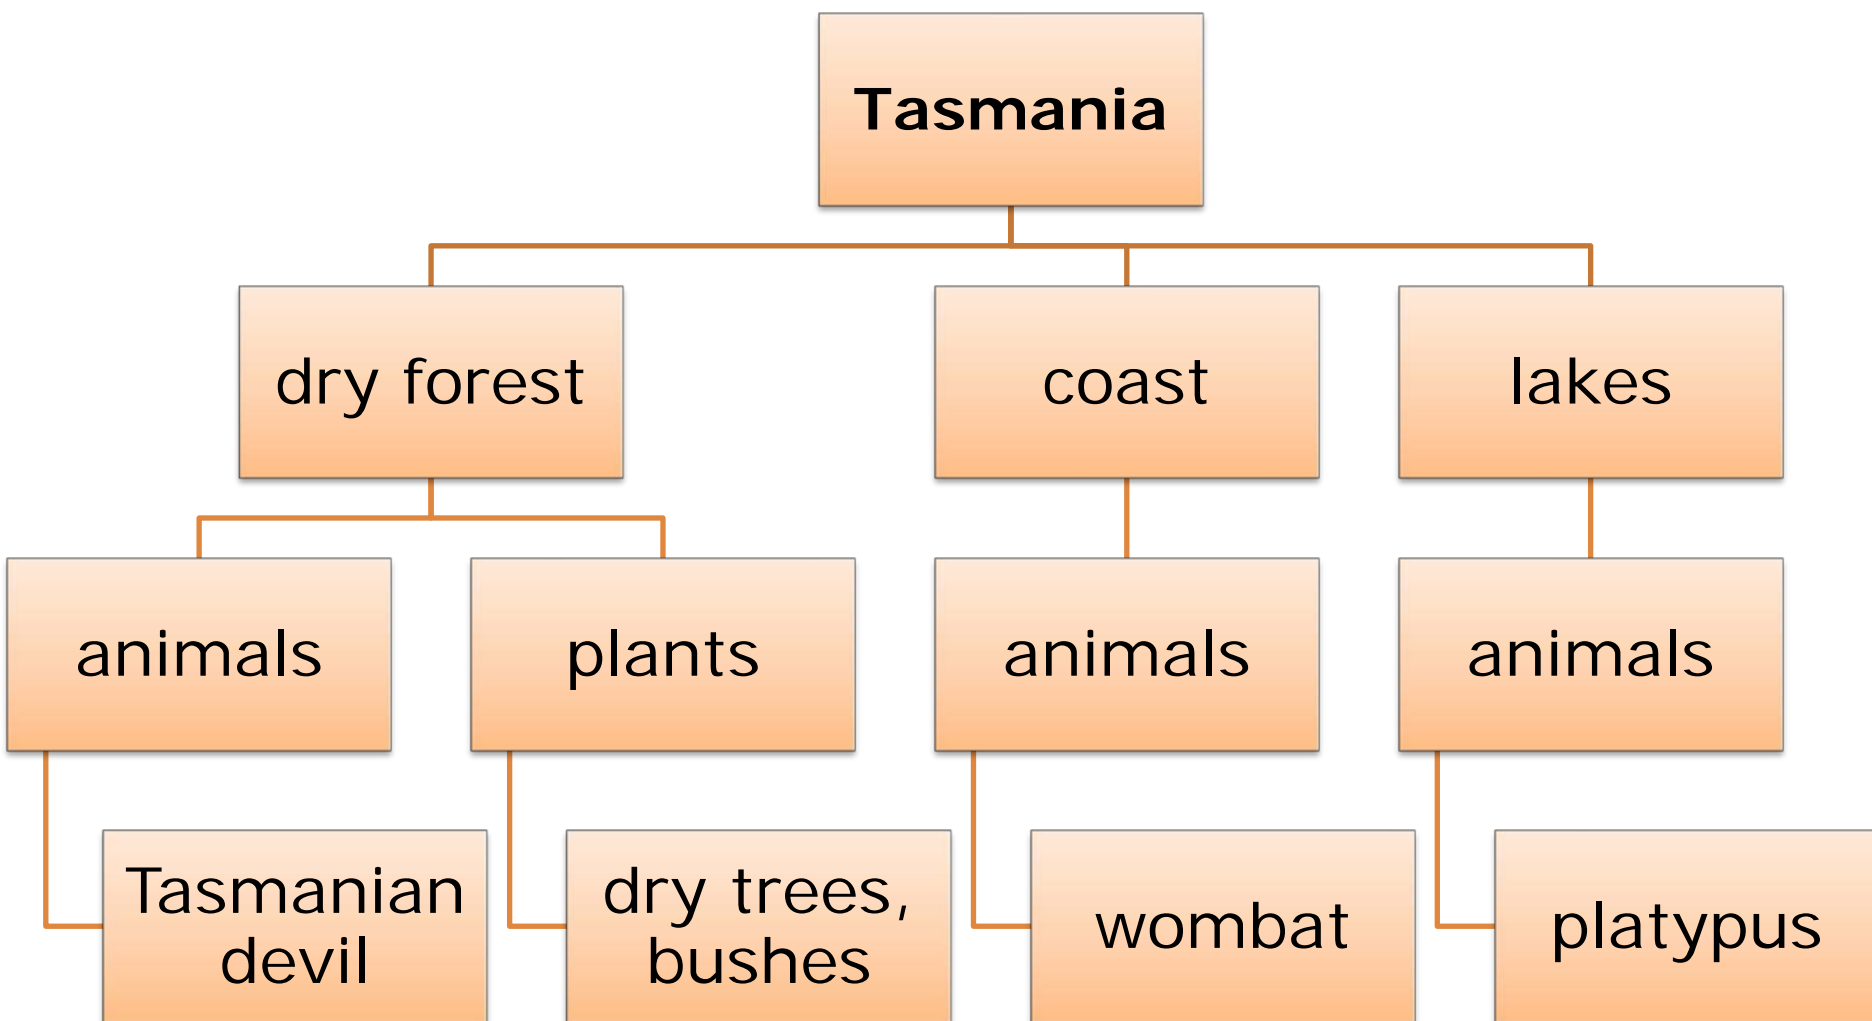 Tasmania
dry forest
coast
lakes
animals
plants
animals
animals
Tasmanian
devil
dry trees,
bushes
wombat
platypus